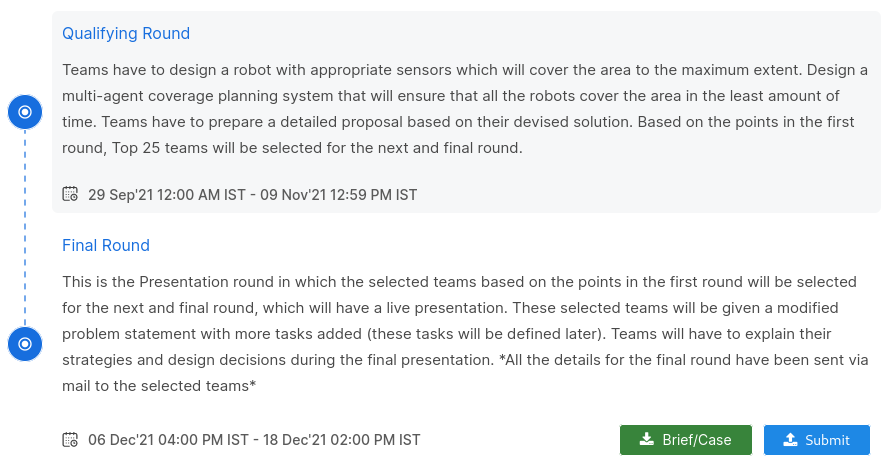 Qualifying Round
Teams have to design a robot with appropriate sensors which will cover the area to the maximum extent. Design a
multi-agent coverage planning system that will ensure that all the robots cover the area in the least amount of
time. Teams have to prepare a detailed proposal based on their devised solution. Based on the points in the first
round, Top 25 teams will be selected for the next and final round.
29 Sep'21 12:00 AM IST - 09 Nov'21 12:59 PM IST
Final Round
This is the Presentation round in which the selected teams based on the points in the first round will be selected
for the next and final round, which will have a live presentation. These selected teams will be given a modified
problem statement with more tasks added (these tasks will be defined later). Teams will have to explain their
strategies and design decisions during the final presentation. *All the details for the final round have been sent via
mail to the selected teams*
06 Dec'21 04:00 PM IST - 18 Dec'21 02:00 PM IST
Brief/Case
Submit